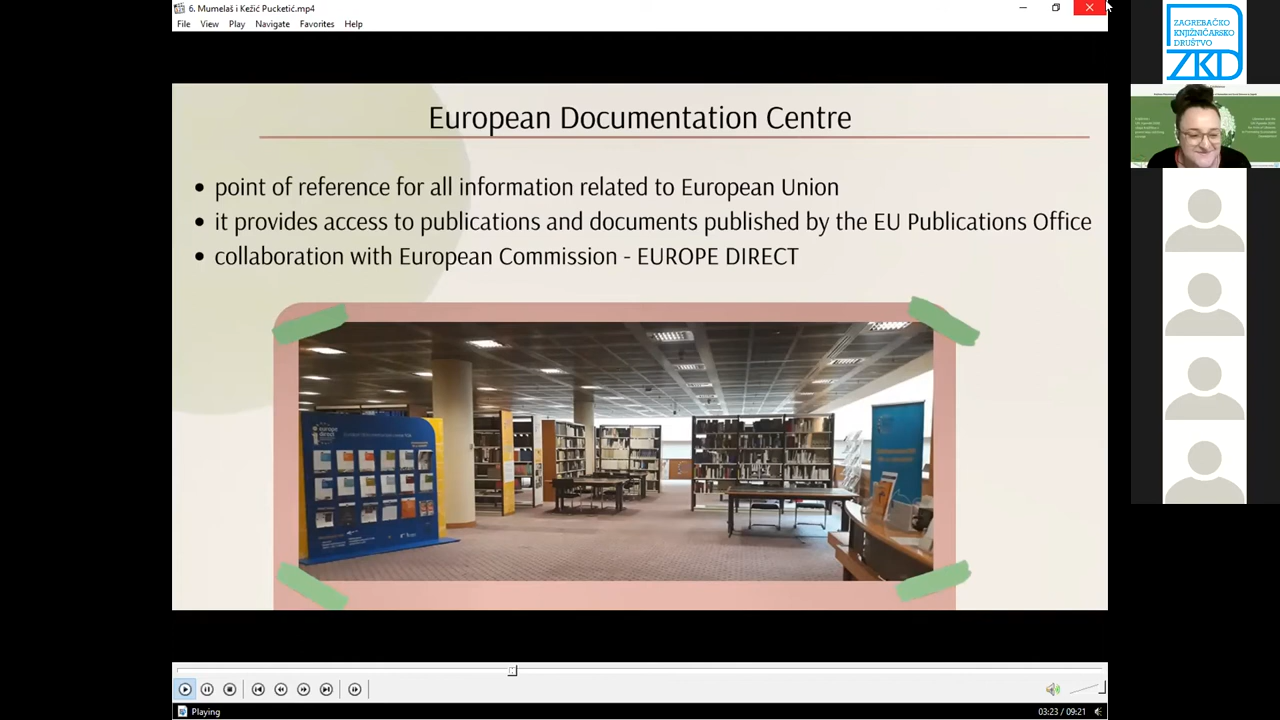 6. Mumelaš i Kežić Pucketić.mp4
File View Play Navigate Favorites Help
European Documentation Centre
• point of reference for all information related to European Union
• it provides access to publications and documents published by the EU Publications Office
• collaboration with European Commission - EUROPE DIRECT
europe
direct
Playing
03:23 / 09:21
ZAGREBAČKO
KNJIŽNIČARSKO
DRUŠTVO
ZKD